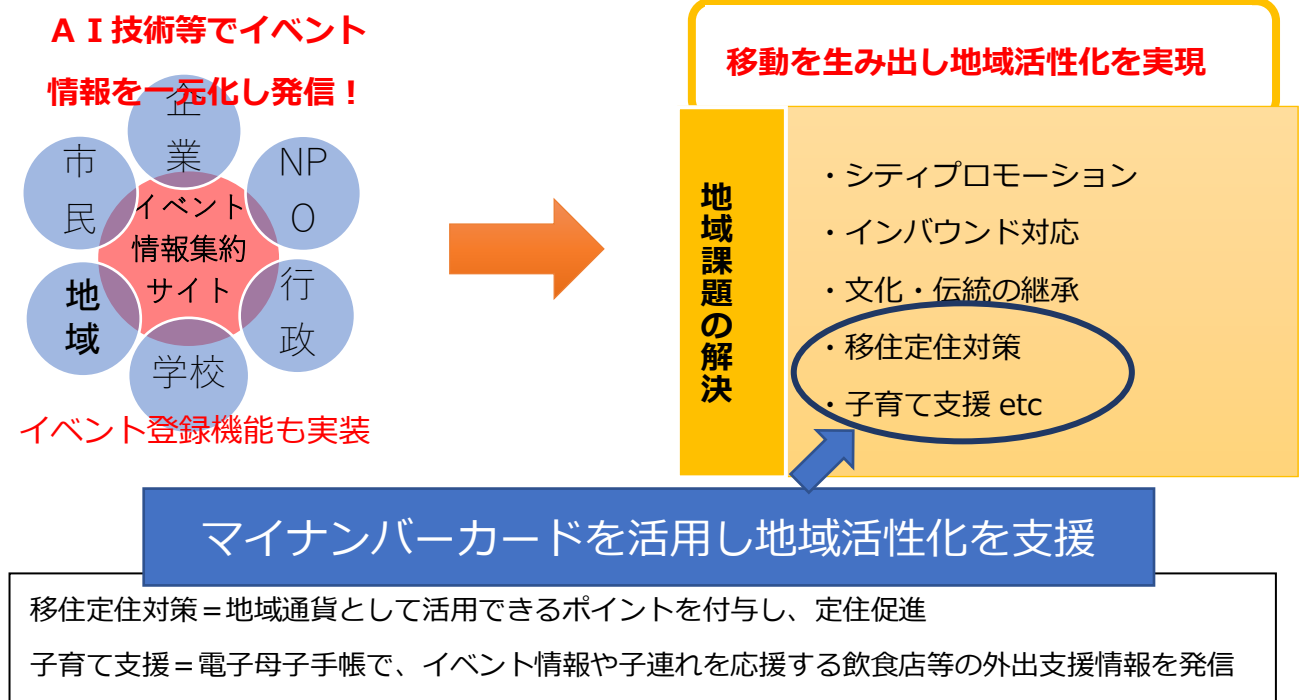 ＡＩ技術等でイベント
情報を一元化し発信！
企
業
市
民
NP
O
イベント
情報集約
サイト
地
域
行
政
学校
イベント登録機能も実装
移動を生み出し地域活性化を実現
地域課題の解決
・シティプロモーション
・インバウンド対応
・文化・伝統の継承
・移住定住対策
・子育て支援 etc
マイナンバーカードを活用し地域活性化を支援
移住定住対策＝地域通貨として活用できるポイントを付与し、定住促進
子育て支援＝電子母子手帳で、イベント情報や子連れを応援する飲食店等の外出支援情報を発信